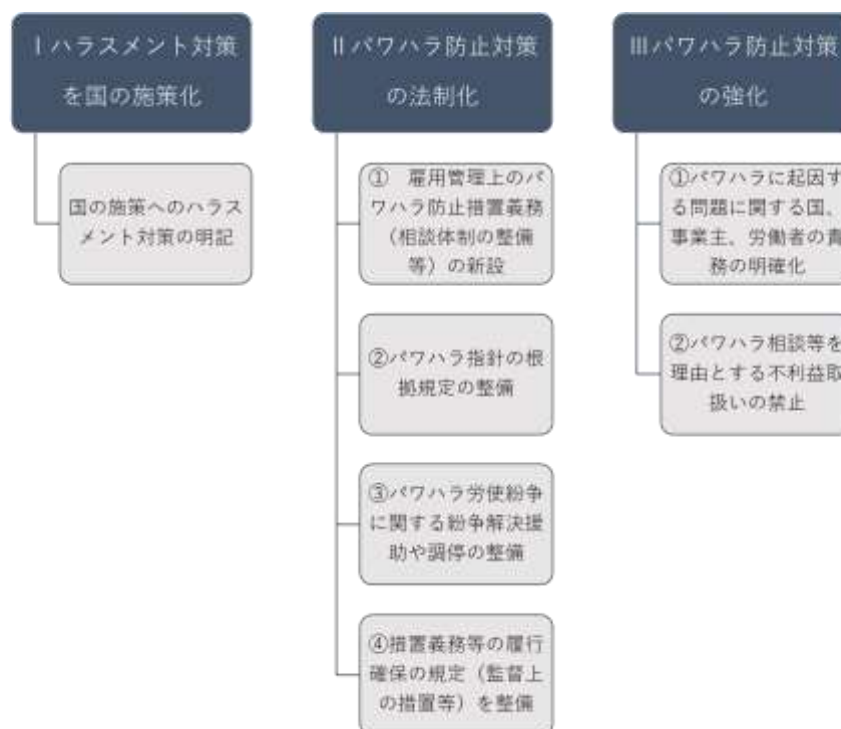 Ⅰハラスメント対策
を国の施策化
国の施策へのハラス
メント対策の明記
Ⅱパワハラ防止対策
の法制化
① 雇用管理上のパ
ワハラ防止措置義務
（相談体制の整備
等）の新設
②パワハラ指針の根
拠規定の整備
③パワハラ労使紛争
に関する紛争解決援
助や調停の整備
④措置義務等の履行
確保の規定（監督上
の措置等）を整備
Ⅲパワハラ防止対策
の強化
①パワハラに起因す
る問題に関する国、
事業主、労働者の責
務の明確化
②パワハラ相談等を
理由とする不利益取
扱いの禁止